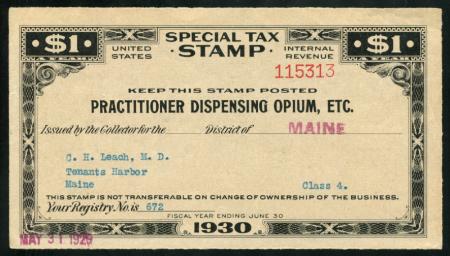 SPECIAL TAX
STAMP
UNITED STATES
INTERNAL REVENUE
$1
A YEAR
$1
A YEAR
115313
KEEP THIS STAMP POSTED
PRACTITIONER DISPENSING OPIUM, ETC.
Issued by the Collector for the District of MAINE
C. H. Leach, M. D.
Tenants Harbor
Maine Class 4.
THIS STAMP IS NOT TRANSFERABLE ON CHANGE OF OWNERSHIP OF THE BUSINESS.
Your Registry No. is 672
FISCAL YEAR ENDING JUNE 30
1930
MAY 31 1929